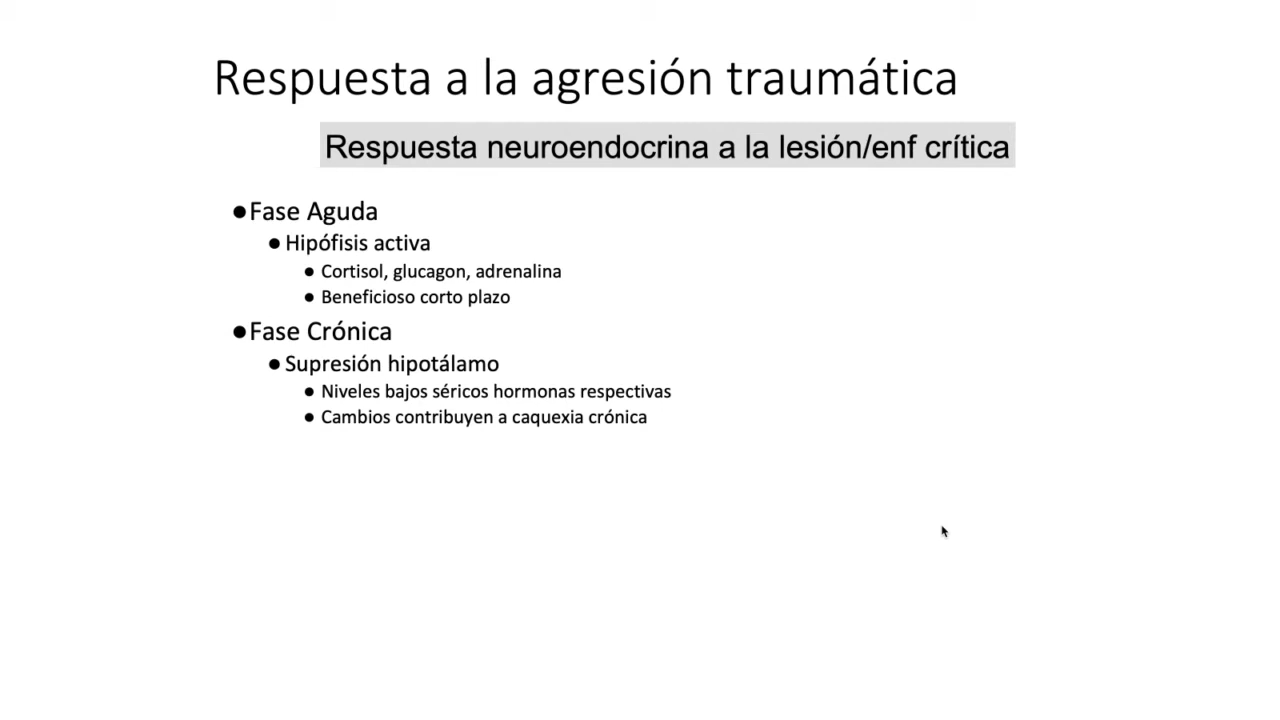 Respuesta a la agresión traumática
Respuesta neuroendocrina a la lesión/enf crítica
●Fase Aguda
● Hipófisis activa
● Cortisol, glucagon, adrenalina
● Beneficioso corto plazo
●Fase Crónica
● Supresión hipotálamo
● Niveles bajos séricos hormonas respectivas
● Cambios contribuyen a caquexia crónica